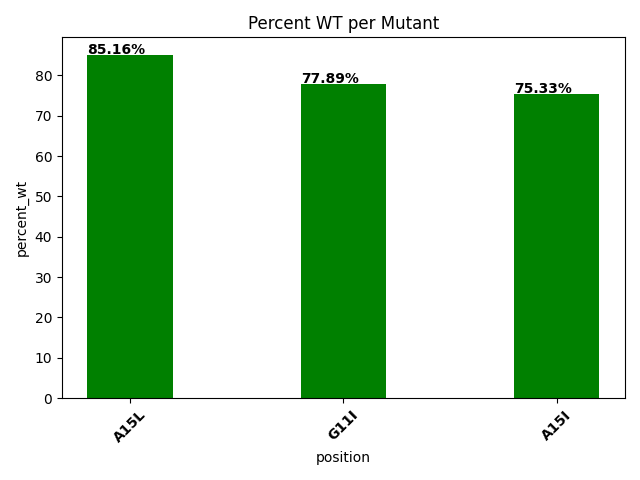 Percent WT per Mutant
85.16%
77.89%
75.33%
percent_wt
80
70
60
50
40
30
20
10
0
A15L
G11I
A15I
position